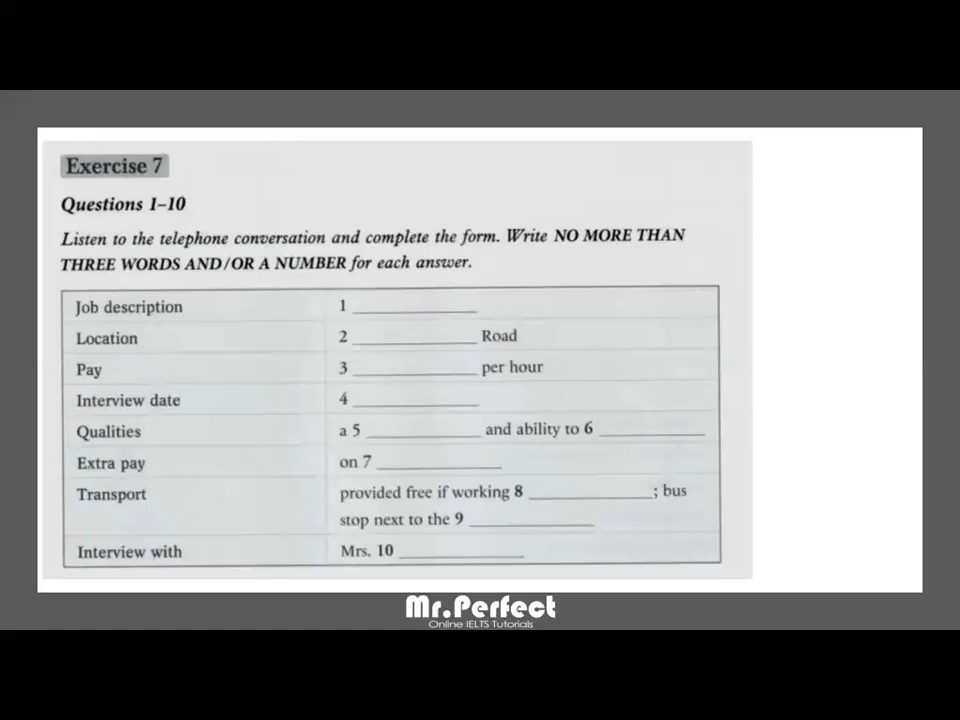 Exercise 7
Questions 1–10
Listen to the telephone conversation and complete the form. Write NO MORE THAN
THREE WORDS AND/OR A NUMBER for each answer.
Job description 1 ____________
Location 2 ____________ Road
Pay 3 ____________ per hour
Interview date 4 ____________
Qualities a 5 ____________ and ability to 6 ____________
Extra pay on 7 ____________
Transport provided free if working 8 ____________; bus
stop next to the 9 ____________
Interview with Mrs. 10 ____________
Mr.Perfect
Online IELTS Tutorials